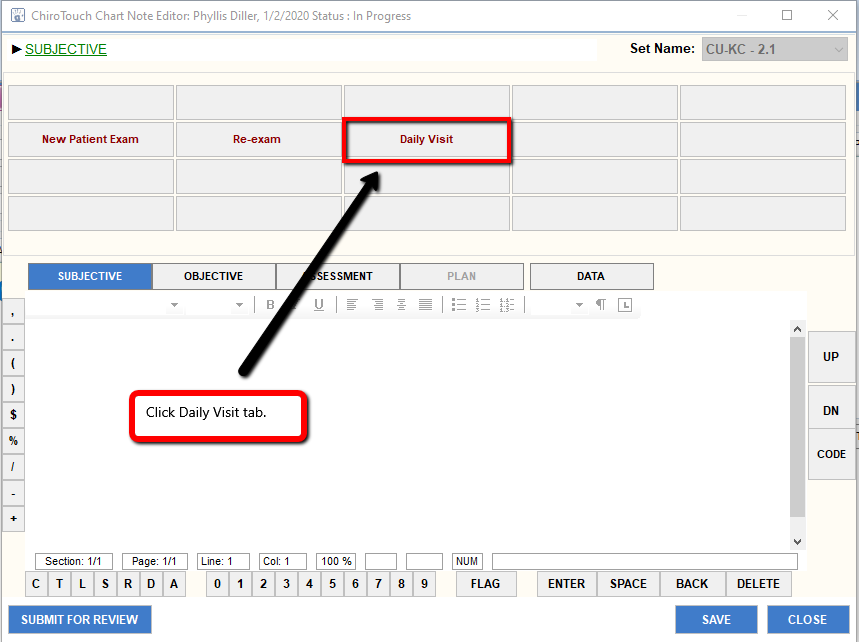 ChiroTouch Chart Note Editor: Phyllis Diller, 1/2/2020 Status : In Progress
SUBJECTIVE Set Name: CU-KC - 2.1
New Patient Exam Re-exam Daily Visit
SUBJECTIVE OBJECTIVE ASSESSMENT PLAN DATA
B U ¶ L
,
.
(
)
$
%
/
-
+
UP
DN
CODE
Click Daily Visit tab.
Section: 1/1 Page: 1/1 Line: 1 Col: 1 100 % NUM
C T L S R D A 0 1 2 3 4 5 6 7 8 9 FLAG ENTER SPACE BACK DELETE
SUBMIT FOR REVIEW SAVE CLOSE